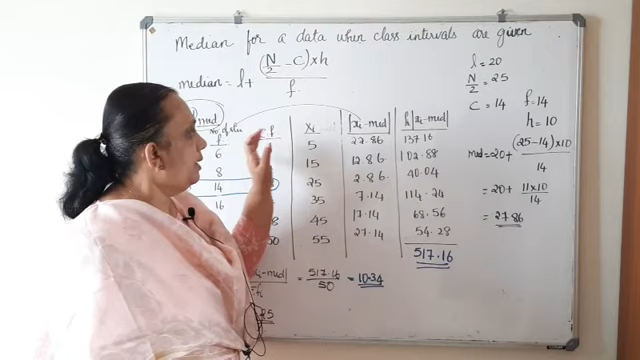 Median for a data when class intervals are given
median = l + (N/2 - C) × h / f
l = 20
N/2 = 25
C = 14 f = 14
h = 10
med = 20 + (25-14)×10 / 14
= 20 + 11×10 / 14
= 27.86
f xi |xi-med| fi|xi-med|
6 5 22.86 137.16
8 15 12.86 102.88
14 25 2.86 40.04
16 35 7.14 114.24
45 17.14 68.56
50 55 27.14 54.28
517.16
= 517.16 / 50 = 10.34